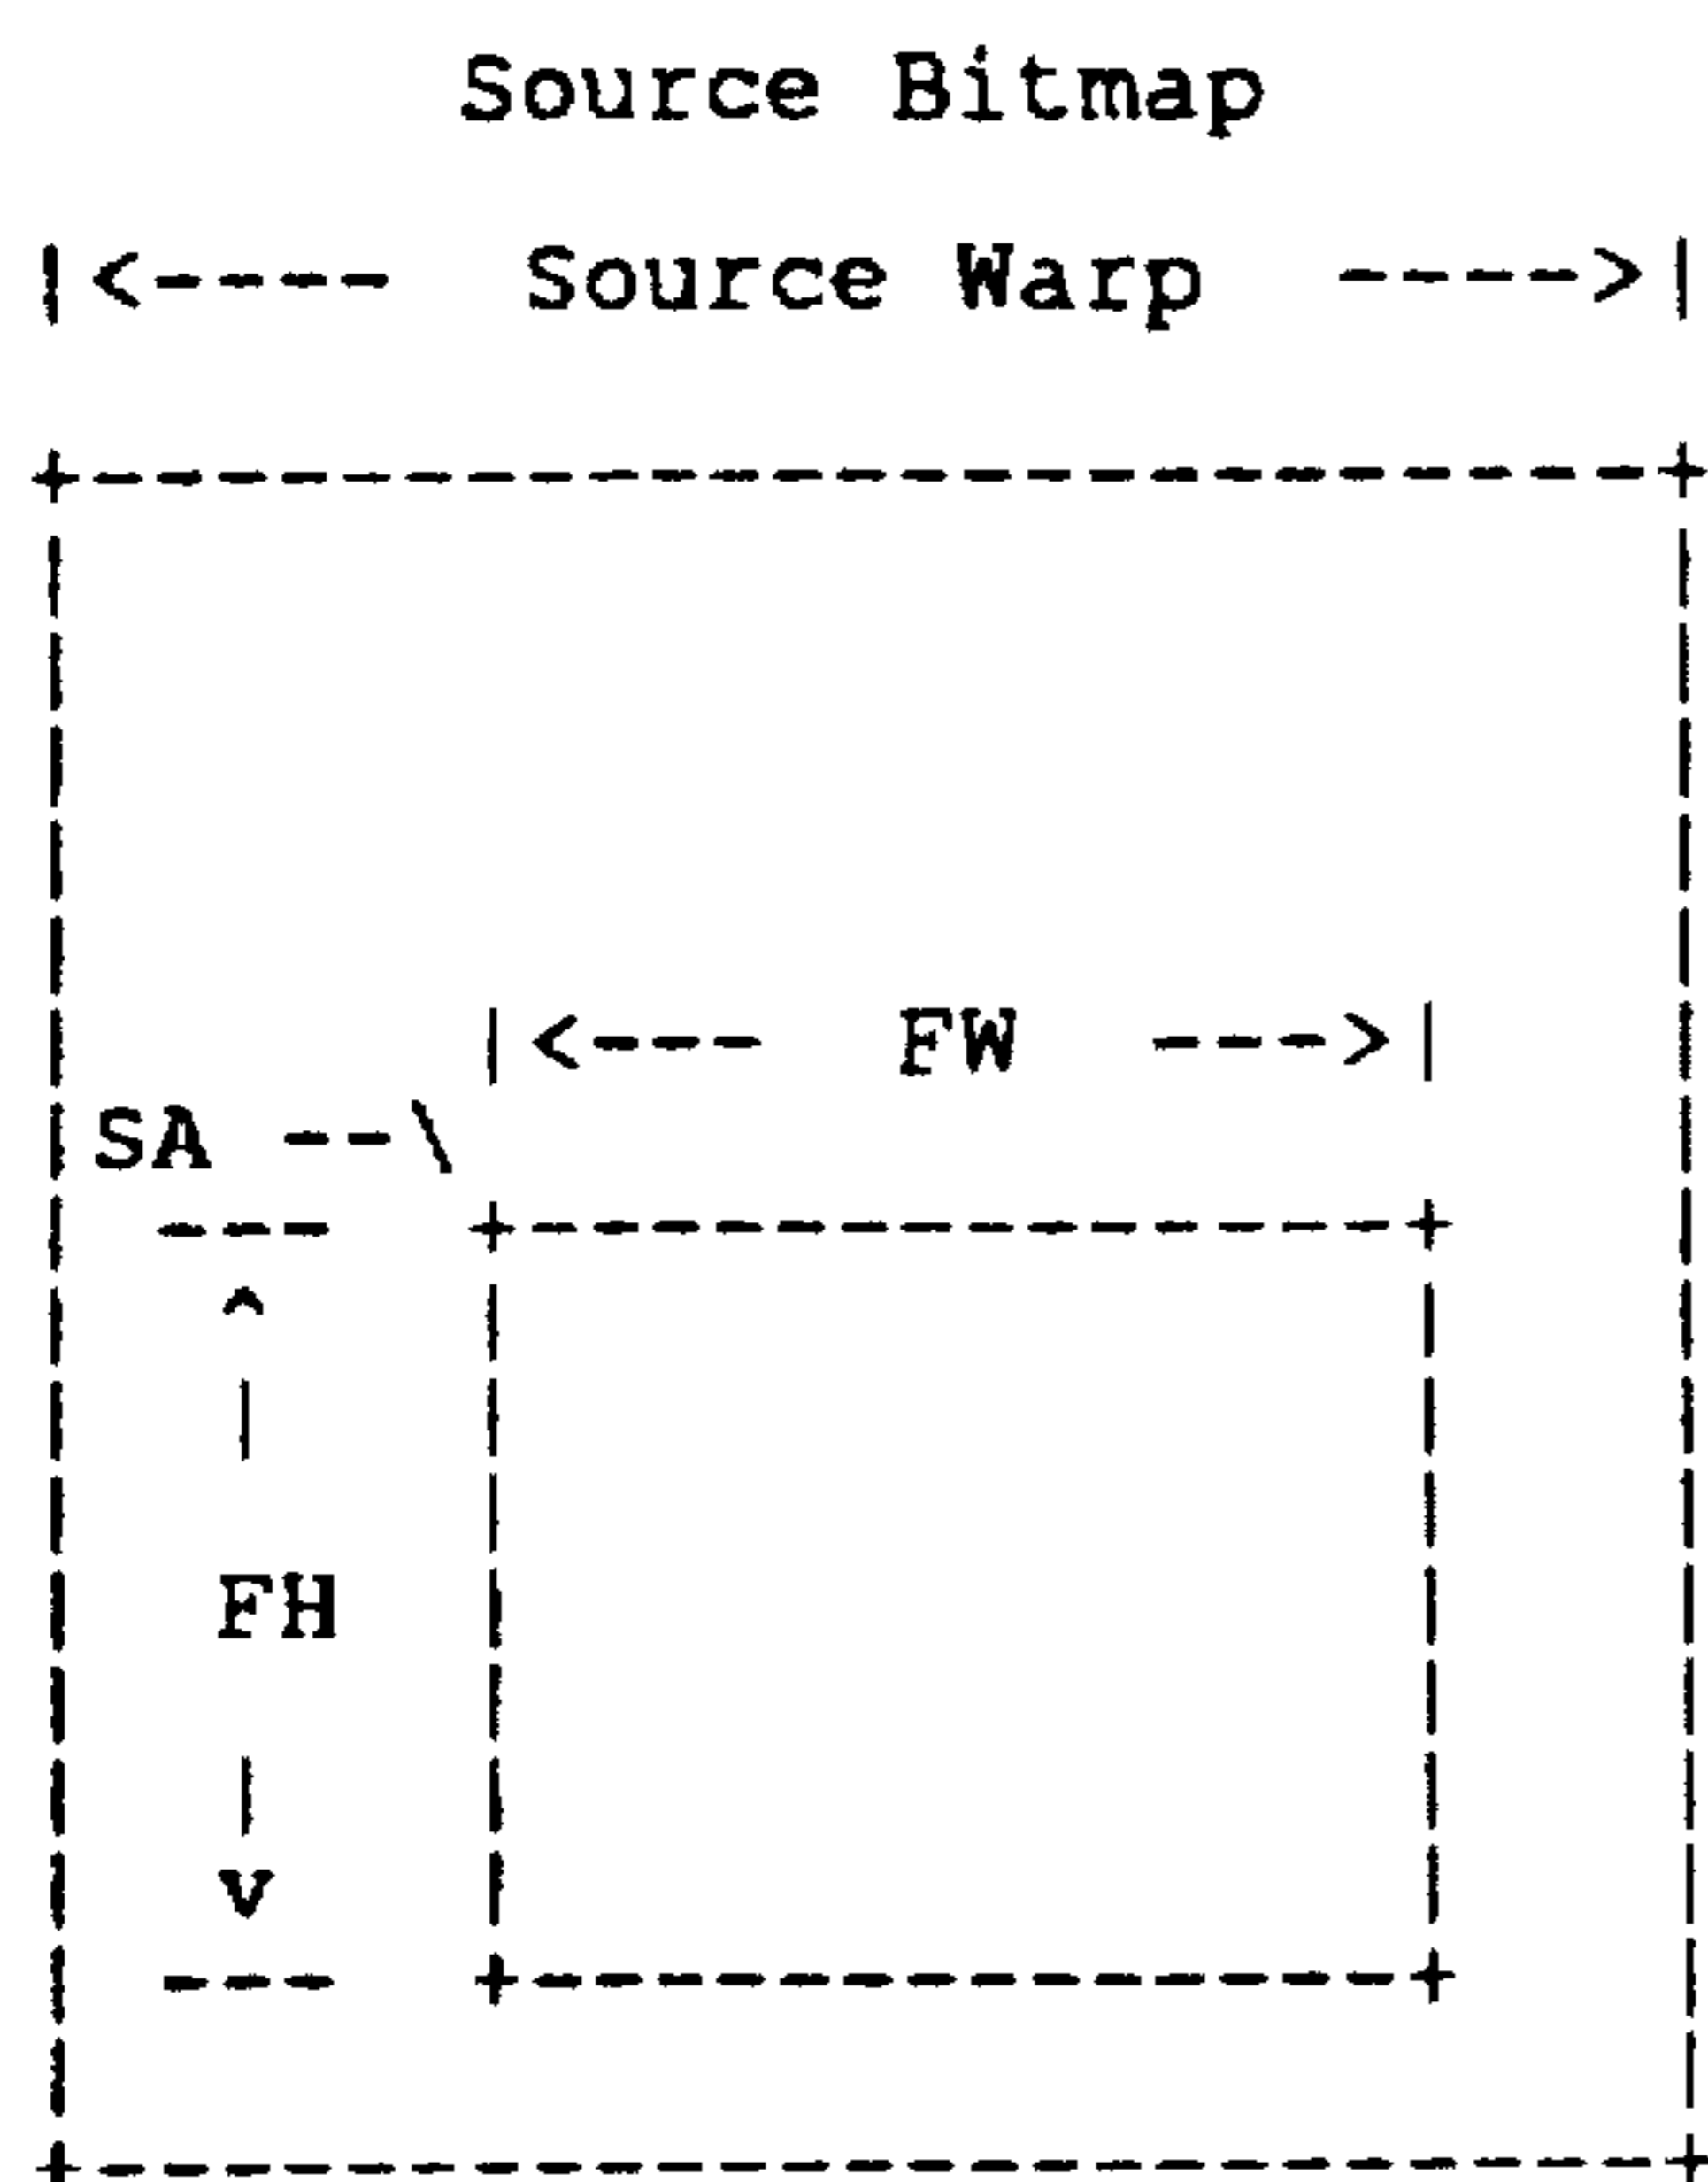 Source Bitmap
|<---- Source Warp ---->|
|<--- FW --->|
SA --\
FH